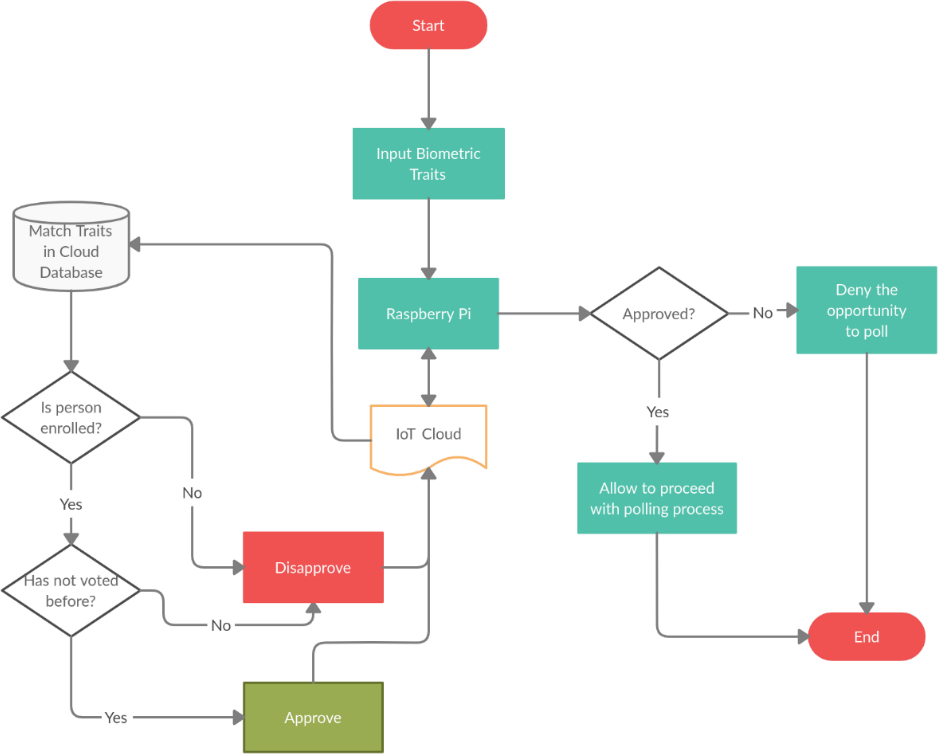 Start
Input Biometric
Traits
Match Traits
in Cloud
Database
Raspberry Pi
Approved?
No
Deny the
opportunity
to poll
Is person
enrolled?
IoT Cloud
Yes
No
Yes
Allow to proceed
with polling process
Has not voted
before?
Disapprove
No
End
Yes
Approve